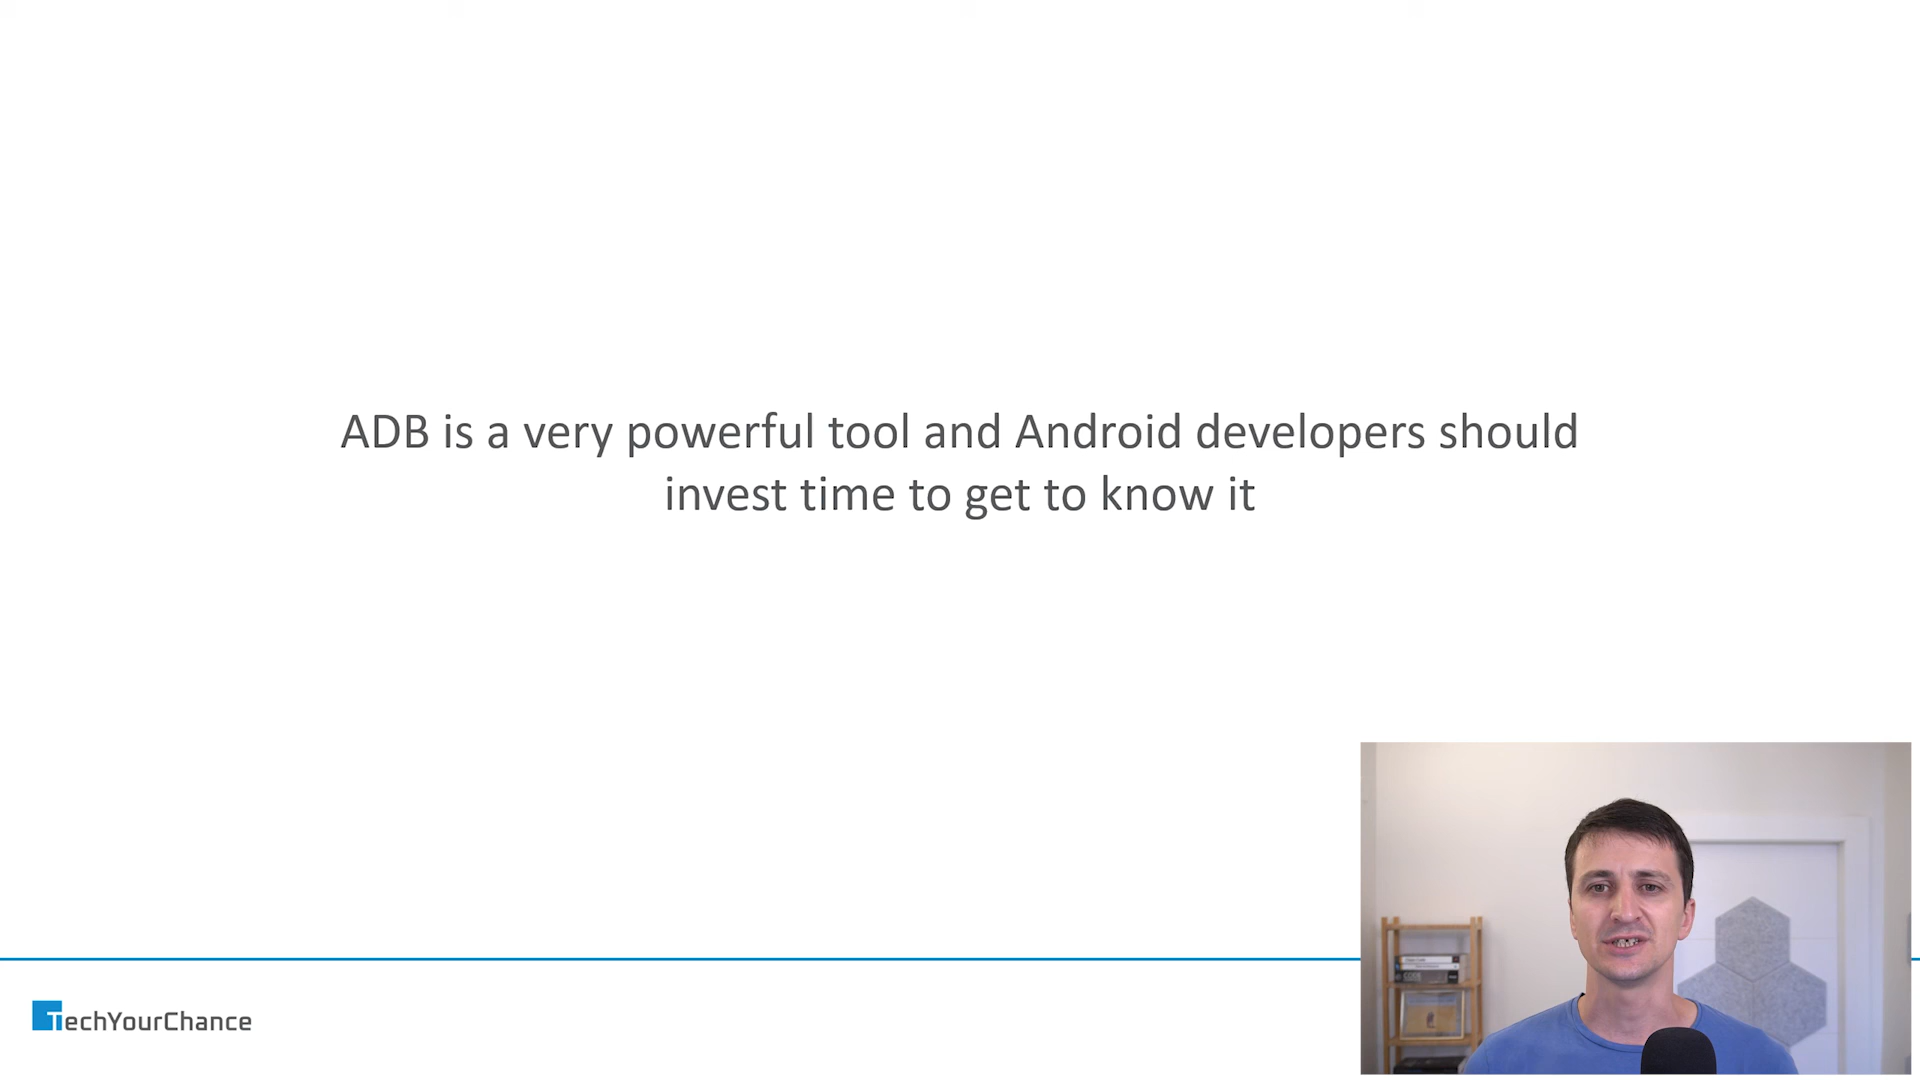 ADB is a very powerful tool and Android developers should
invest time to get to know it
TechYourChance